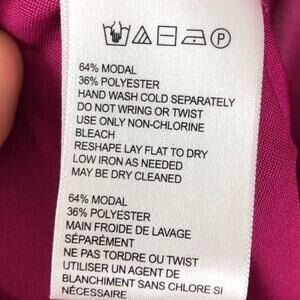 P
64% MODAL
36% POLYESTER
HAND WASH COLD SEPARATELY
DO NOT WRING OR TWIST
USE ONLY NON-CHLORINE
BLEACH
RESHAPE LAY FLAT TO DRY
LOW IRON AS NEEDED
MAY BE DRY CLEANED
64% MODAL
36% POLYESTER
MAIN FROIDE DE LAVAGE
SÉPARÉMENT
NE PAS TORDRE OU TWIST
UTILISER UN AGENT DE
BLANCHIMENT SANS CHLORE SI
NÉCESSAIRE